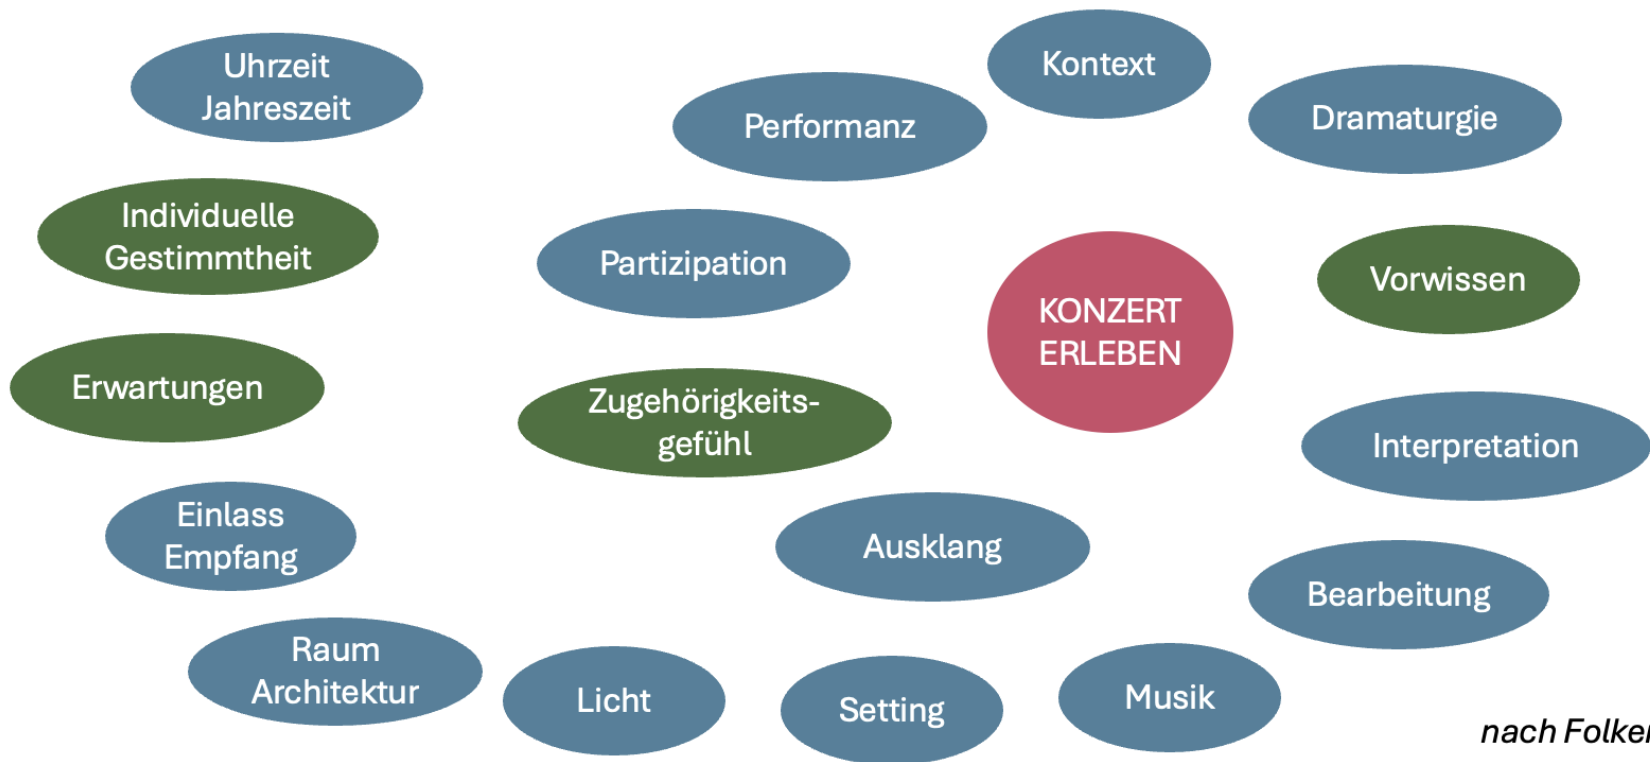 Uhrzeit
Jahreszeit
Individuelle
Gestimmtheit
Erwartungen
Einlass
Empfang
Raum
Architektur
Licht
Setting
Musik
Bearbeitung
Interpretation
Vorwissen
Dramaturgie
Kontext
Performanz
Partizipation
Zugehörigkeits-
gefühl
Ausklang
KONZERT
ERLEBEN
nach